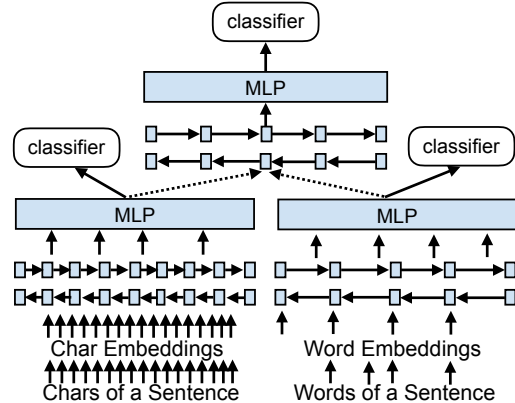 classifier
MLP
classifier
classifier
MLP
MLP
Char Embeddings
Word Embeddings
Chars of a Sentence
Words of a Sentence